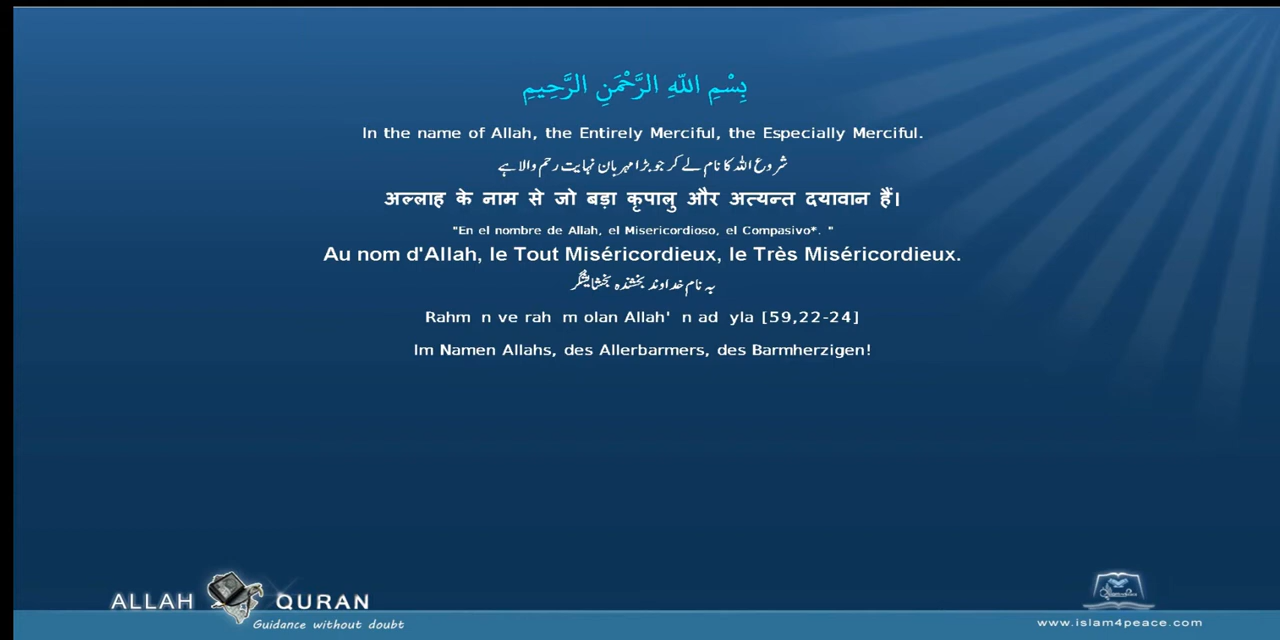 بِسْمِ اللَّهِ الرَّحْمَنِ الرَّحِيمِ
In the name of Allah, the Entirely Merciful, the Especially Merciful.
شروع الله کا نام لے کر جو بڑا مہربان نہایت رحم والا ہے
अल्लाह के नाम से जो बड़ा कृपालु और अत्यन्त दयावान हैं।
"En el nombre de Allah, el Misericordioso, el Compasivo*. "
Au nom d'Allah, le Tout Miséricordieux, le Très Miséricordieux.
به نام خداوند بخشنده بخشایشگر
Rahm n ve rah m olan Allah' n ad yla [59,22-24]
Im Namen Allahs, des Allerbarmers, des Barmherzigen!
ALLAH QURAN
Guidance without doubt
www.islam4peace.com